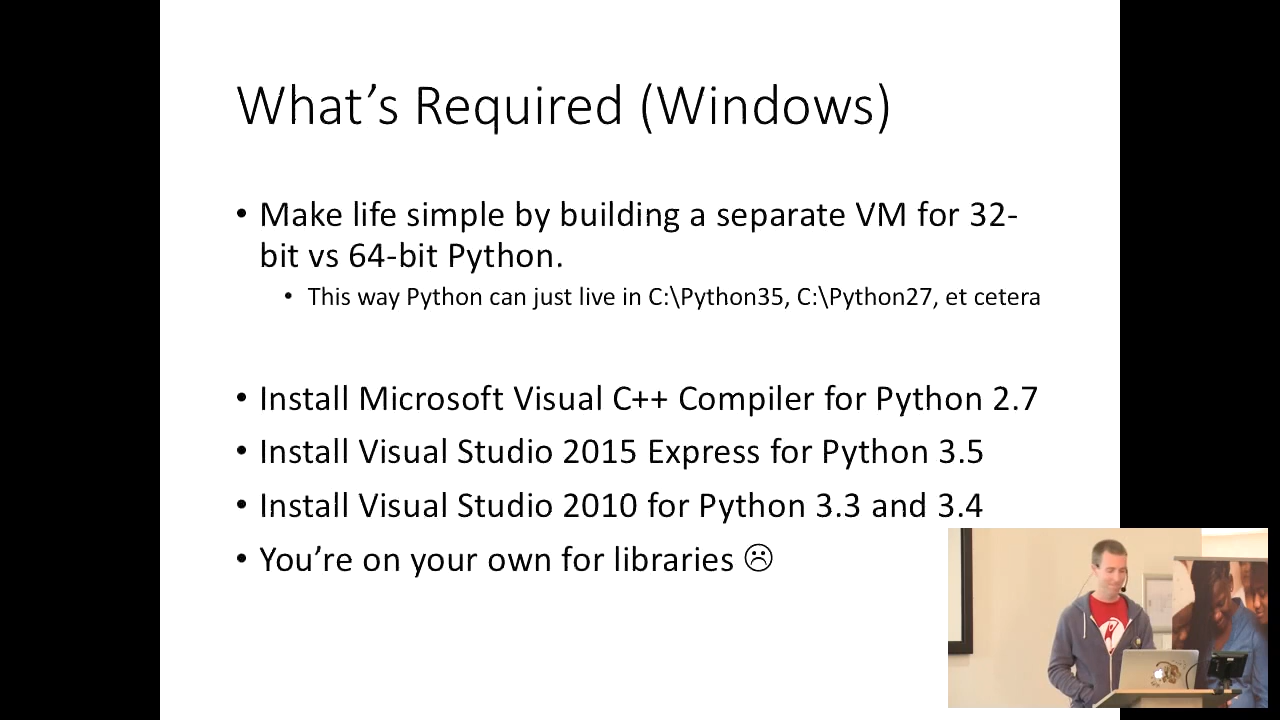 What’s Required (Windows)
• Make life simple by building a separate VM for 32-
bit vs 64-bit Python.
• This way Python can just live in C:\Python35, C:\Python27, et cetera
• Install Microsoft Visual C++ Compiler for Python 2.7
• Install Visual Studio 2015 Express for Python 3.5
• Install Visual Studio 2010 for Python 3.3 and 3.4
• You’re on your own for libraries ☹